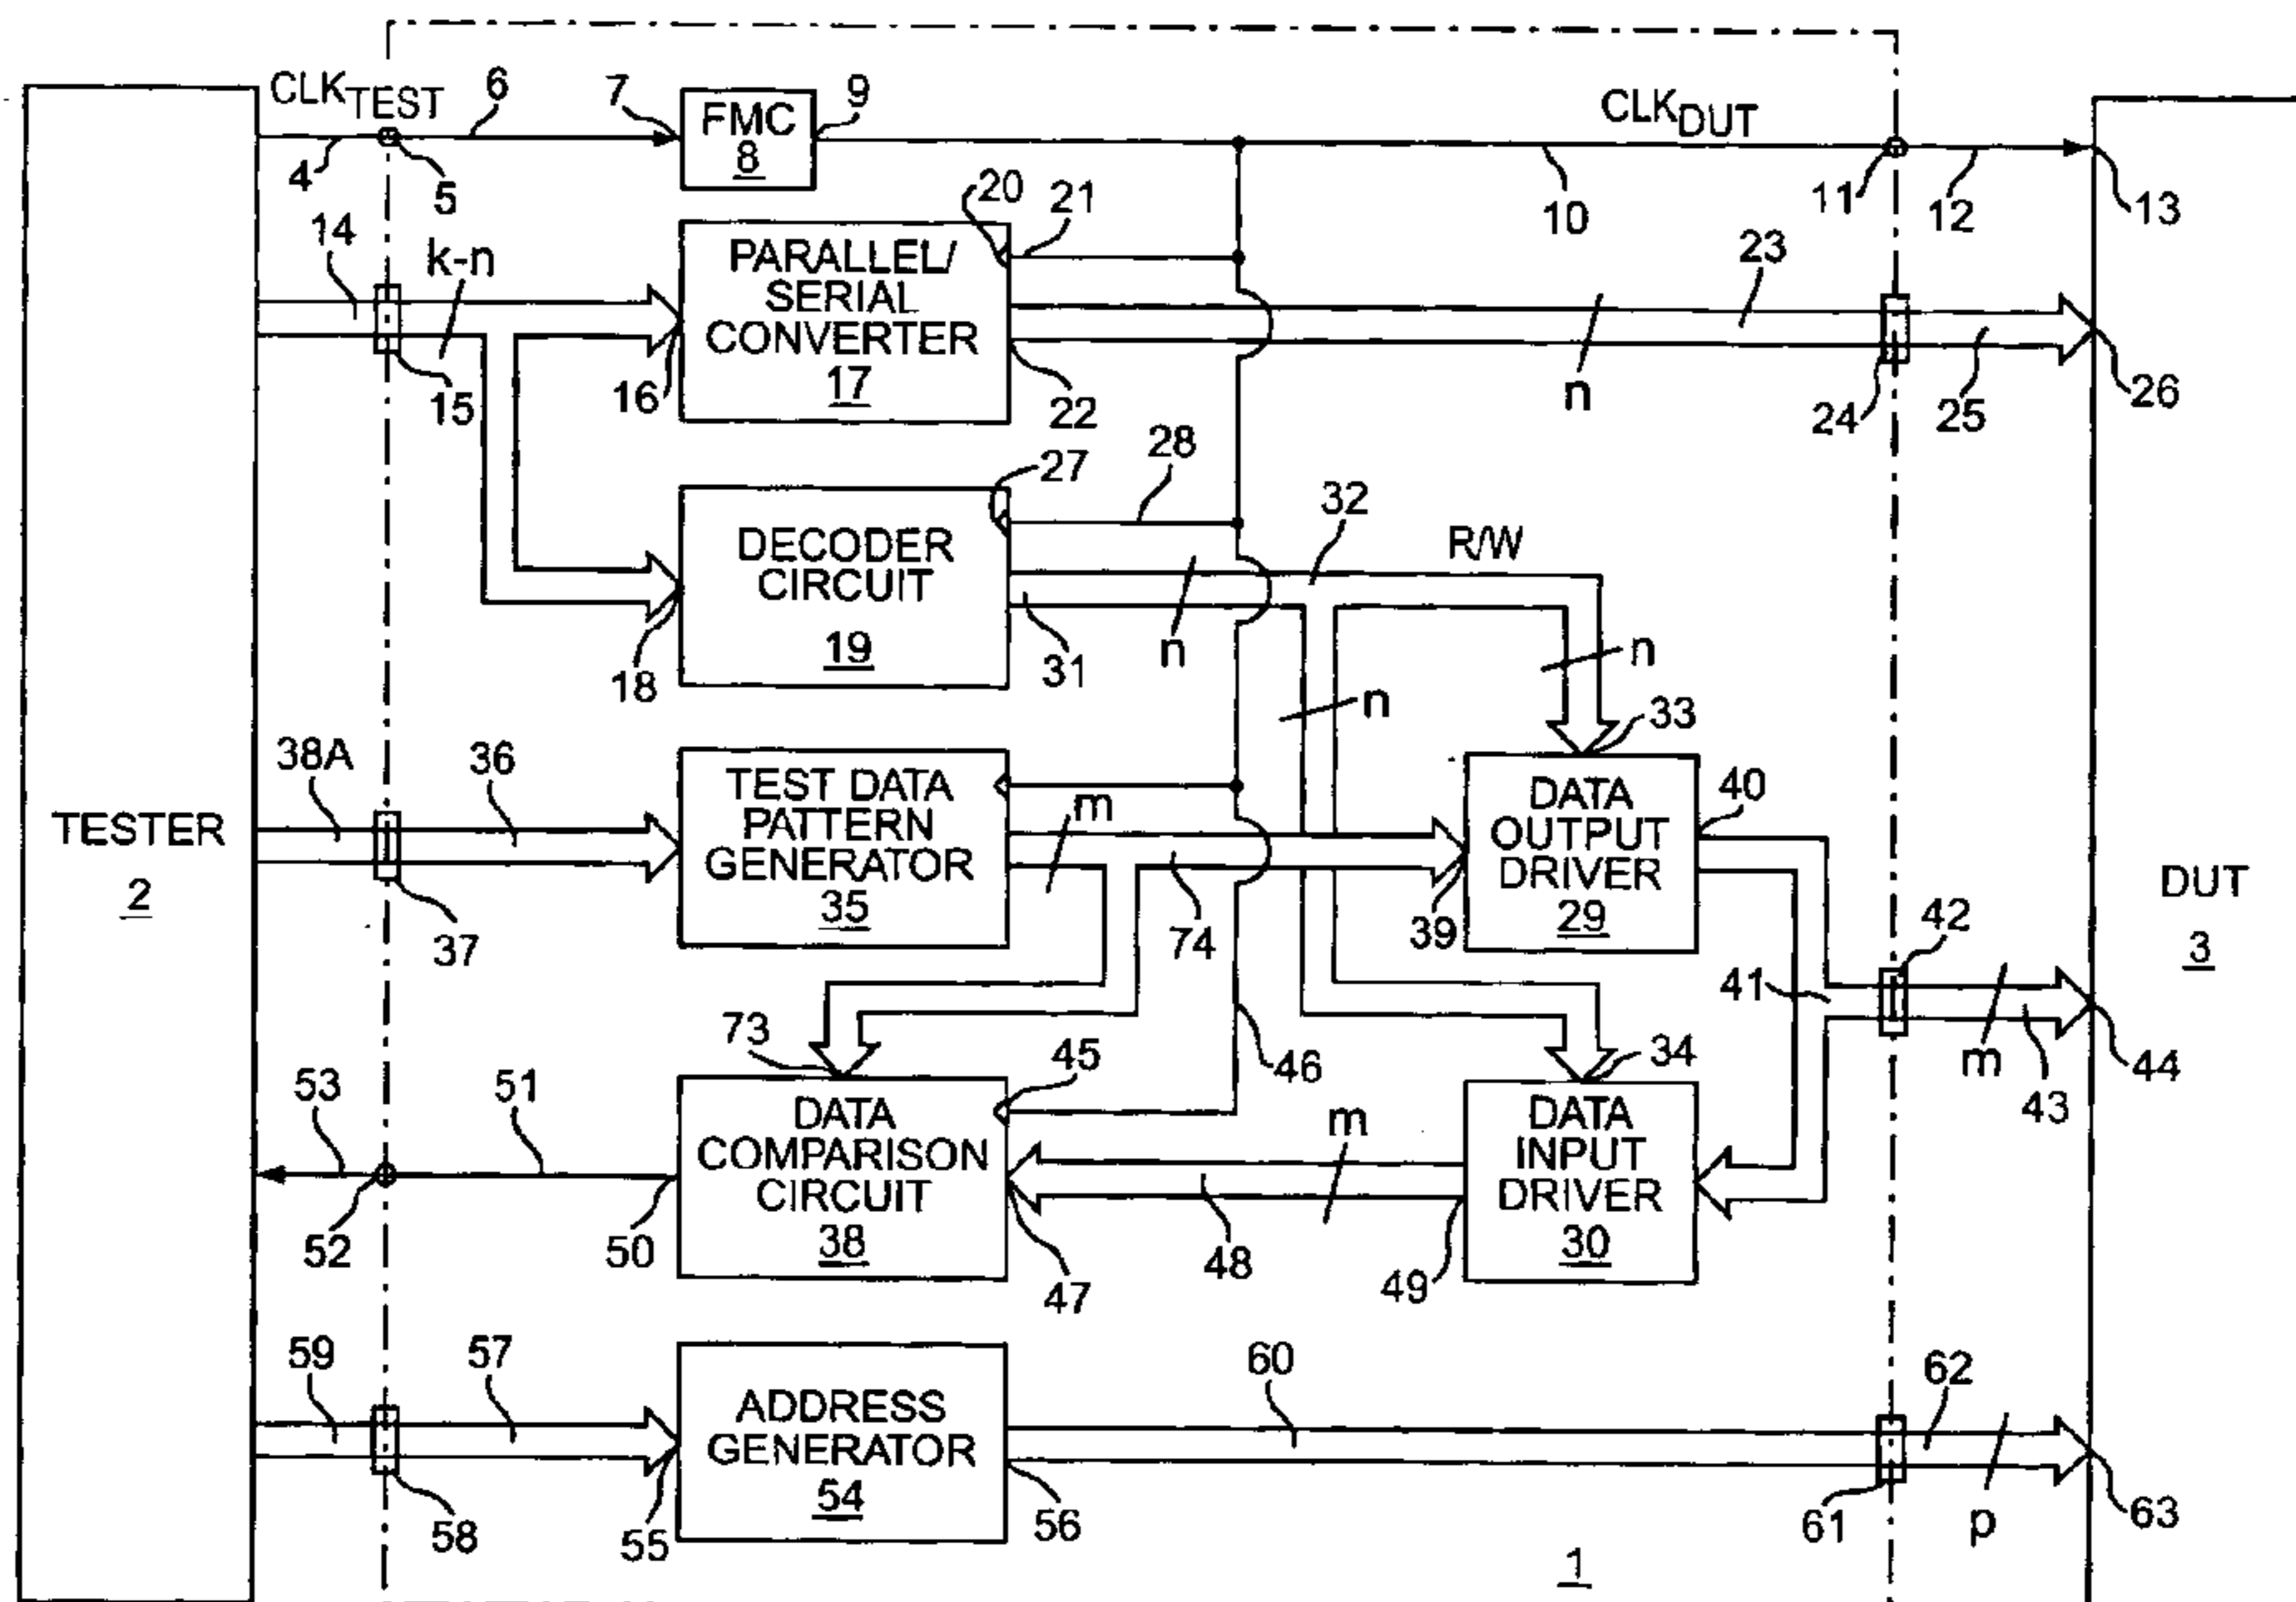 CLKTEST 6 7 FMC 8 9 CLKDUT
4 5 10 11 12 13
14 k-n 20 21 23
PARALLEL/
SERIAL
CONVERTER
17
15 16 22 n 24 25 26
27 28 32 R/W
DECODER
CIRCUIT
19
18 31 n n
n 33
38A 36 m 40
TEST DATA
PATTERN
GENERATOR
35
DATA
OUTPUT
DRIVER
29
TESTER
2
DUT
3
37 74 39 42
41 m 43 44
73 45 46 34
53 51 m
DATA
COMPARISON
CIRCUIT
38
DATA
INPUT
DRIVER
30
52 50 48 49
47
59 57 60 62
ADDRESS
GENERATOR
54
58 55 56 61 p 63
1